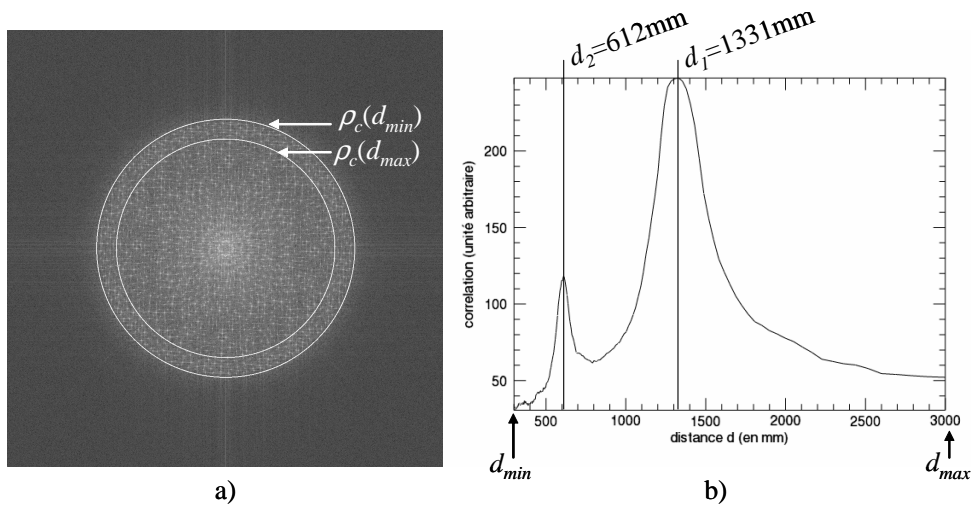 ρc(dmin)
ρc(dmax)
a)
d2=612mm
d1=1331mm
correlation (unité arbitraire)
200
150
100
50
500
1000
1500
2000
2500
3000
distance d (en mm)
dmin
dmax
b)